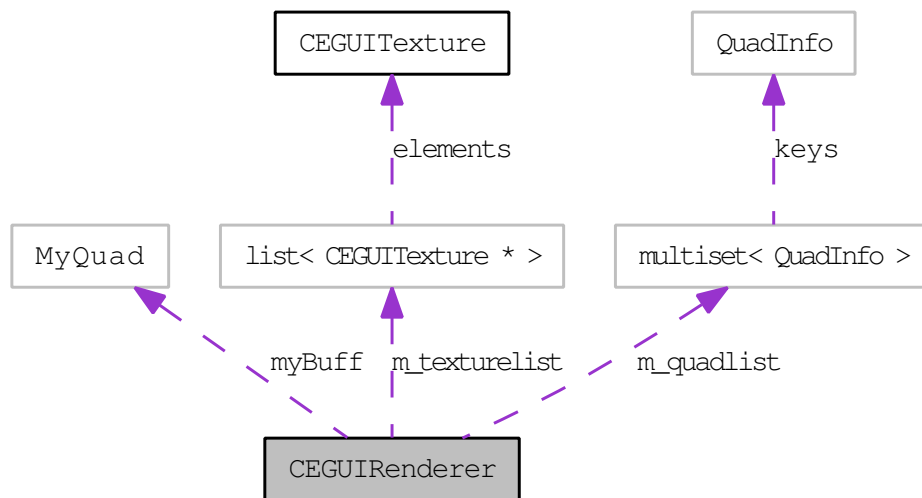 CEGUITexture
QuadInfo
elements
keys
MyQuad
list< CEGUITexture * >
multiset< QuadInfo >
myBuff
m_texturelist
m_quadlist
CEGUIRenderer